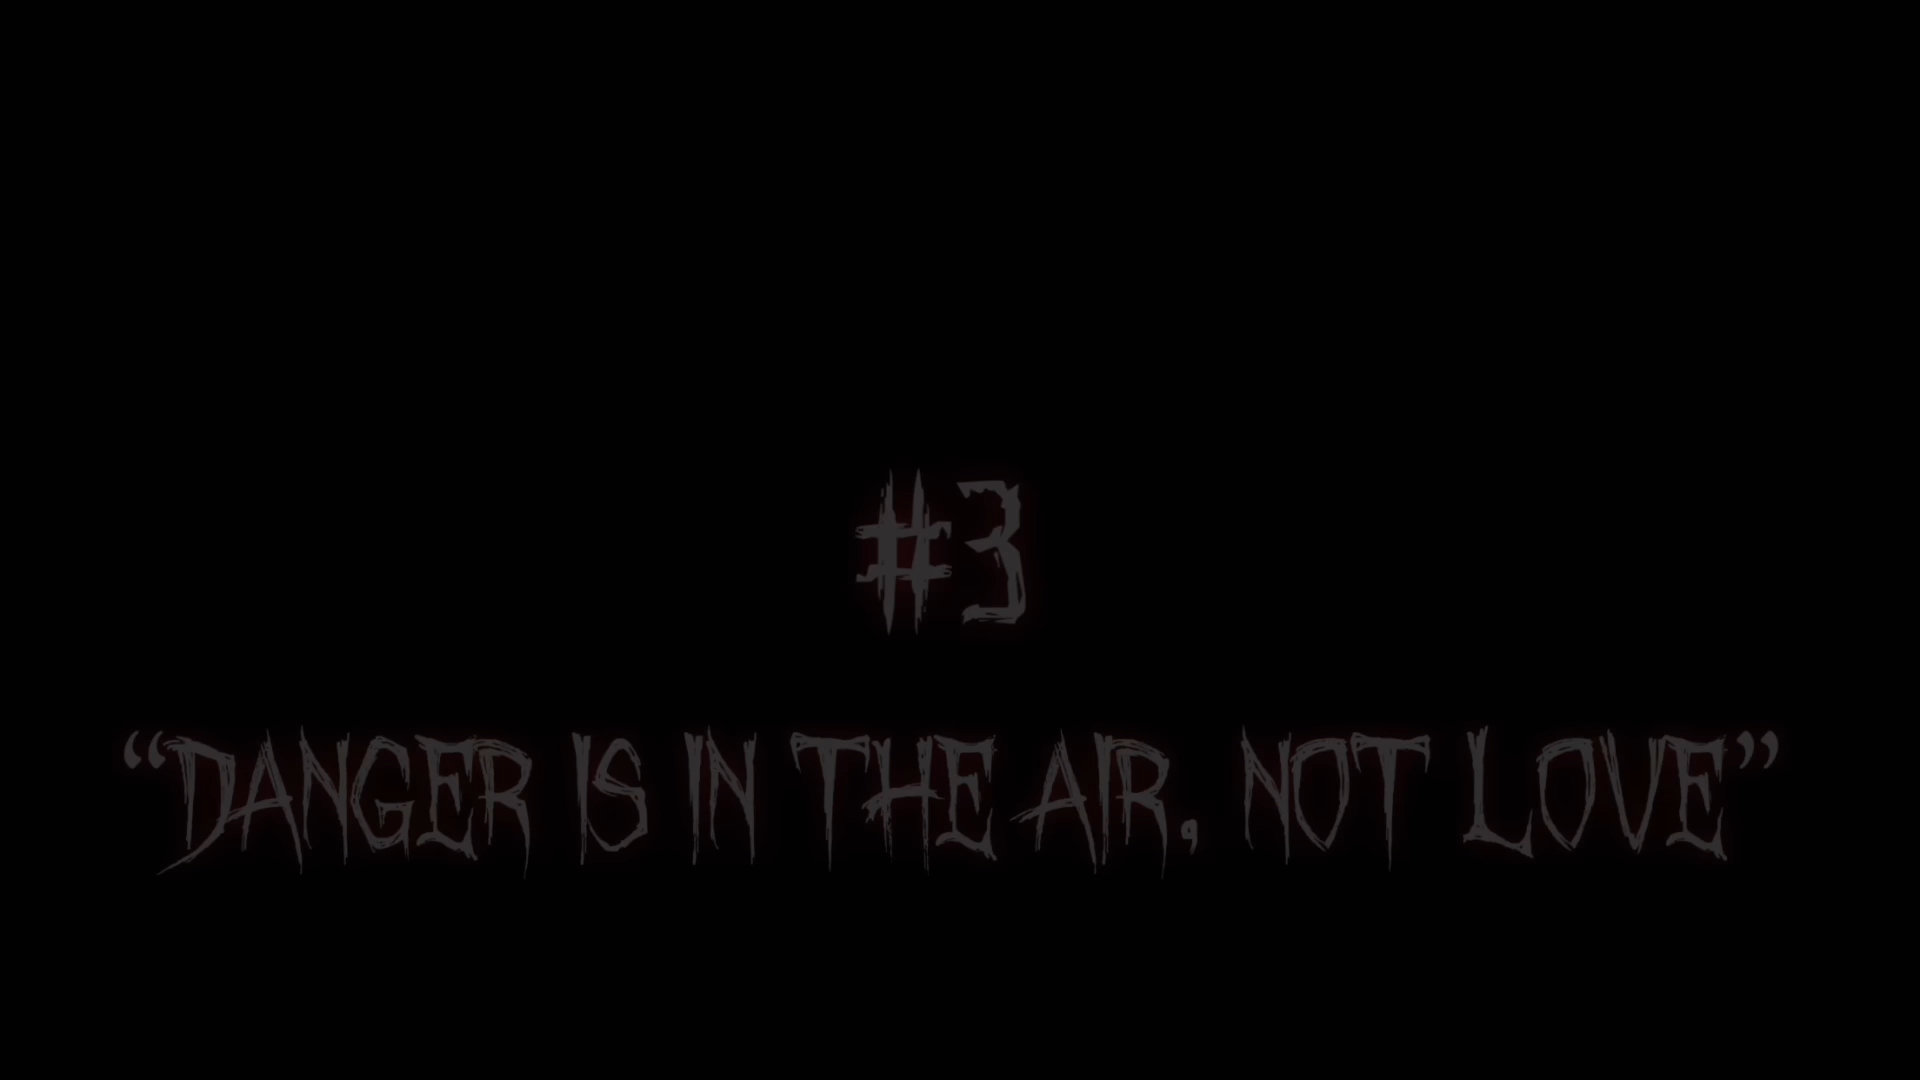 #3
“DANGER IS IN THE AIR, NOT LOVE”